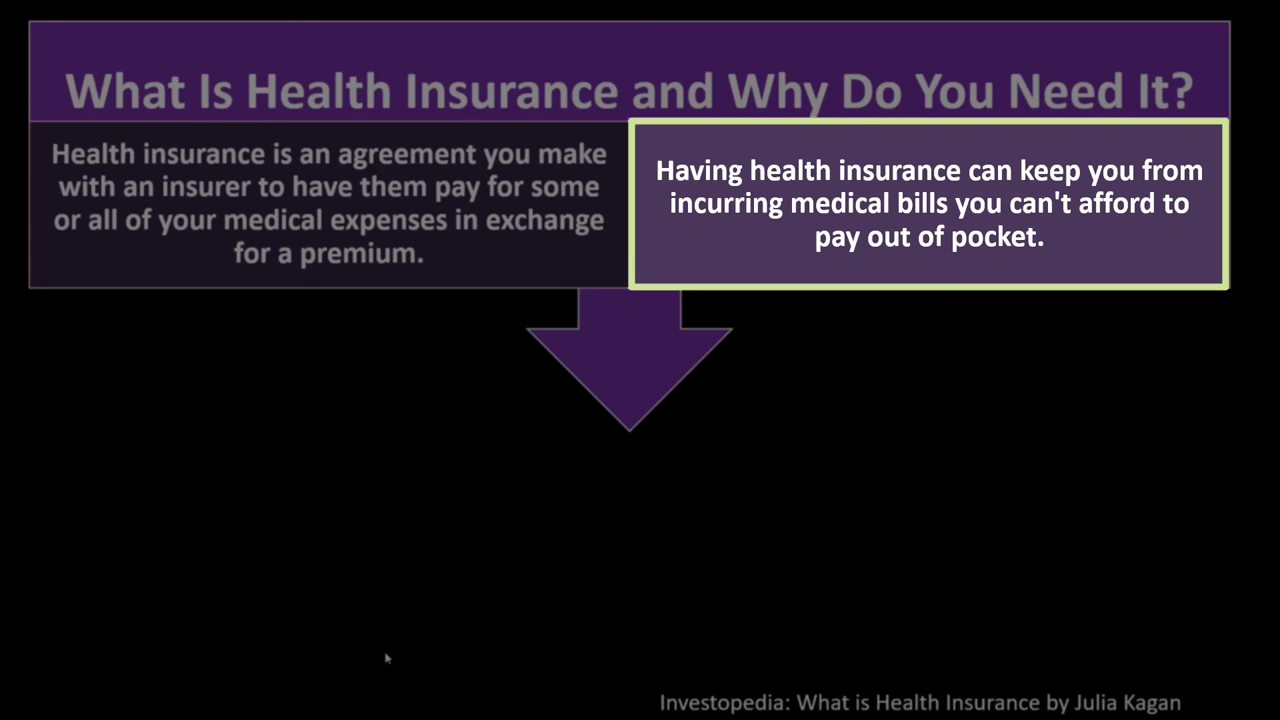 What Is Health Insurance and Why Do You Need It?
Health insurance is an agreement you make
with an insurer to have them pay for some
or all of your medical expenses in exchange
for a premium.
Having health insurance can keep you from
incurring medical bills you can't afford to
pay out of pocket.
Investopedia: What is Health Insurance by Julia Kagan